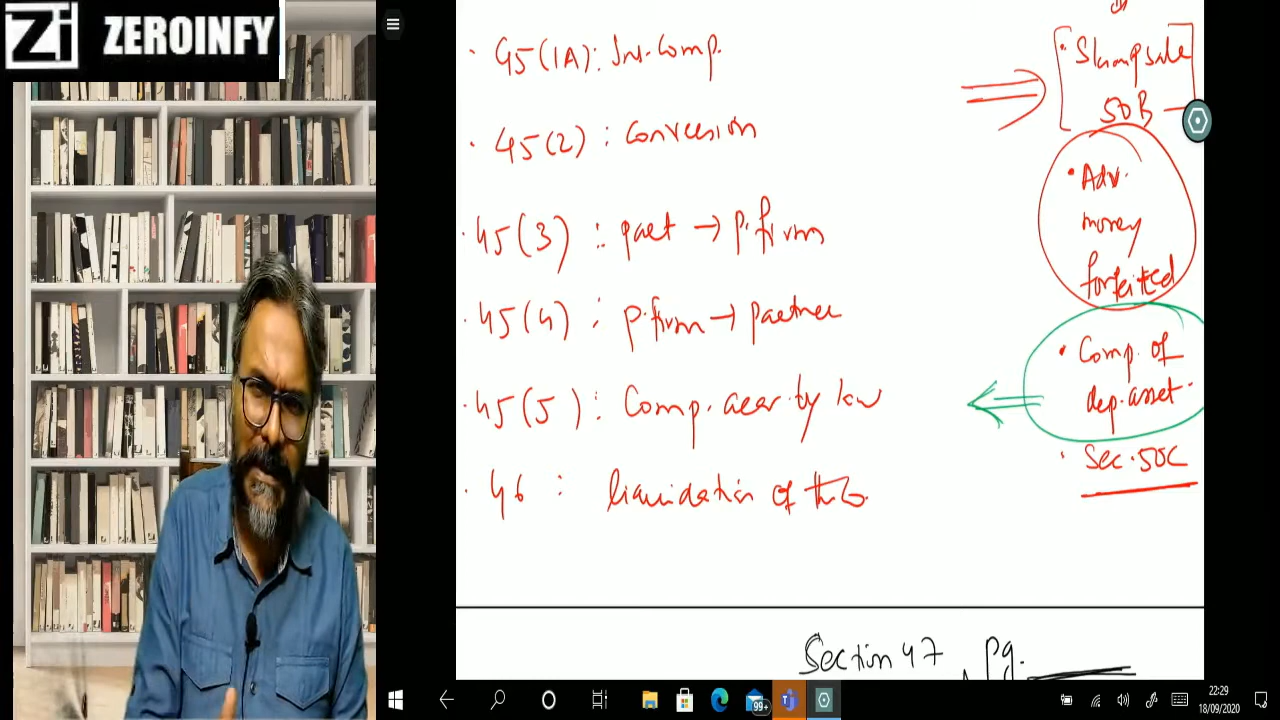 Zi ZEROINFY
· 45(1A): Ins. Comp.
· 45(2) : Conversion
· 45(3) : part → p. firm
· 45(4) : p. firm → partner
· 45(5) : Comp. acqr by law
· 46 : liquidation of the Co.
· Slump sale
50B
· Adv.
money
forfeited
· Comp. of
dep. asset
· Sec. 50C
Section 47 pg.
99+
22:29
18/09/2020